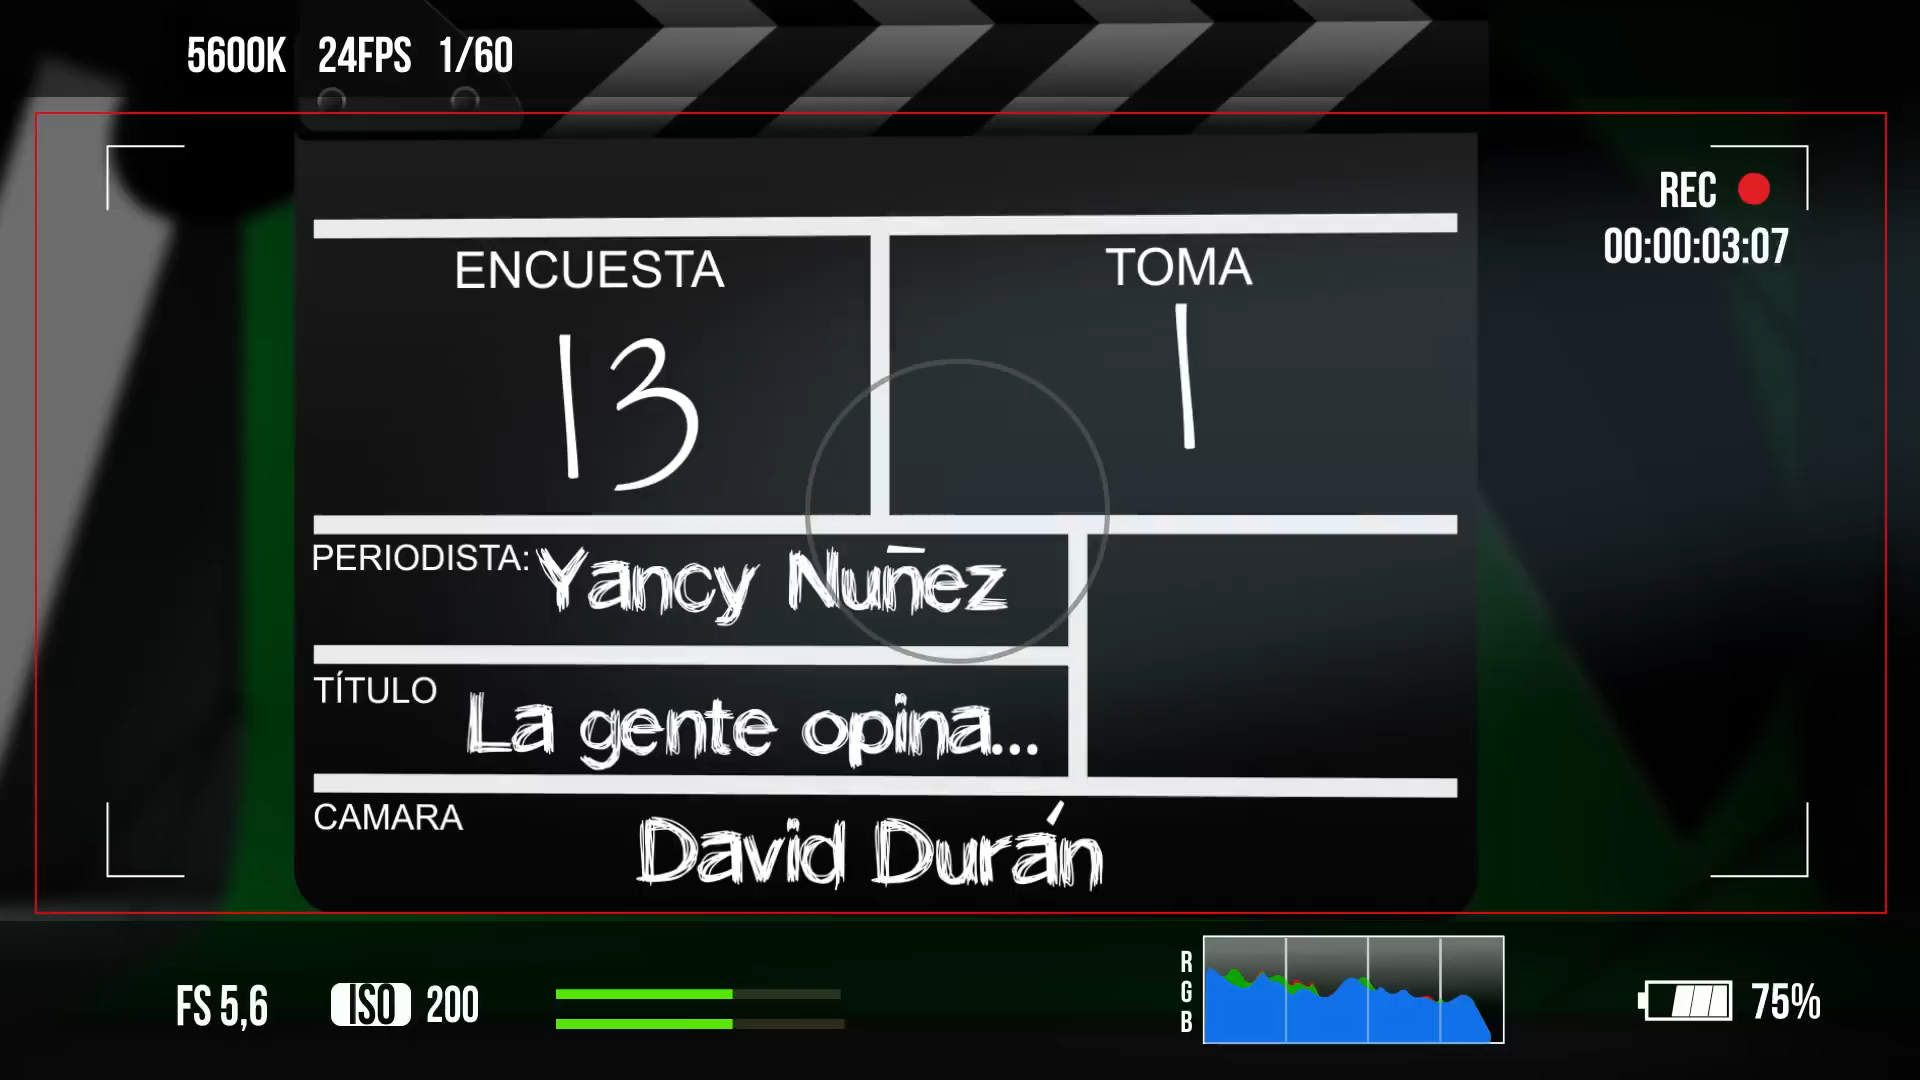 5600K 24FPS 1/60
REC
00:00:03:07
ENCUESTA TOMA
13 1
PERIODISTA: Yancy Nuñez
TÍTULO La gente opina...
CAMARA David Durán
FS 5,6 ISO 200
R
G
B
75%